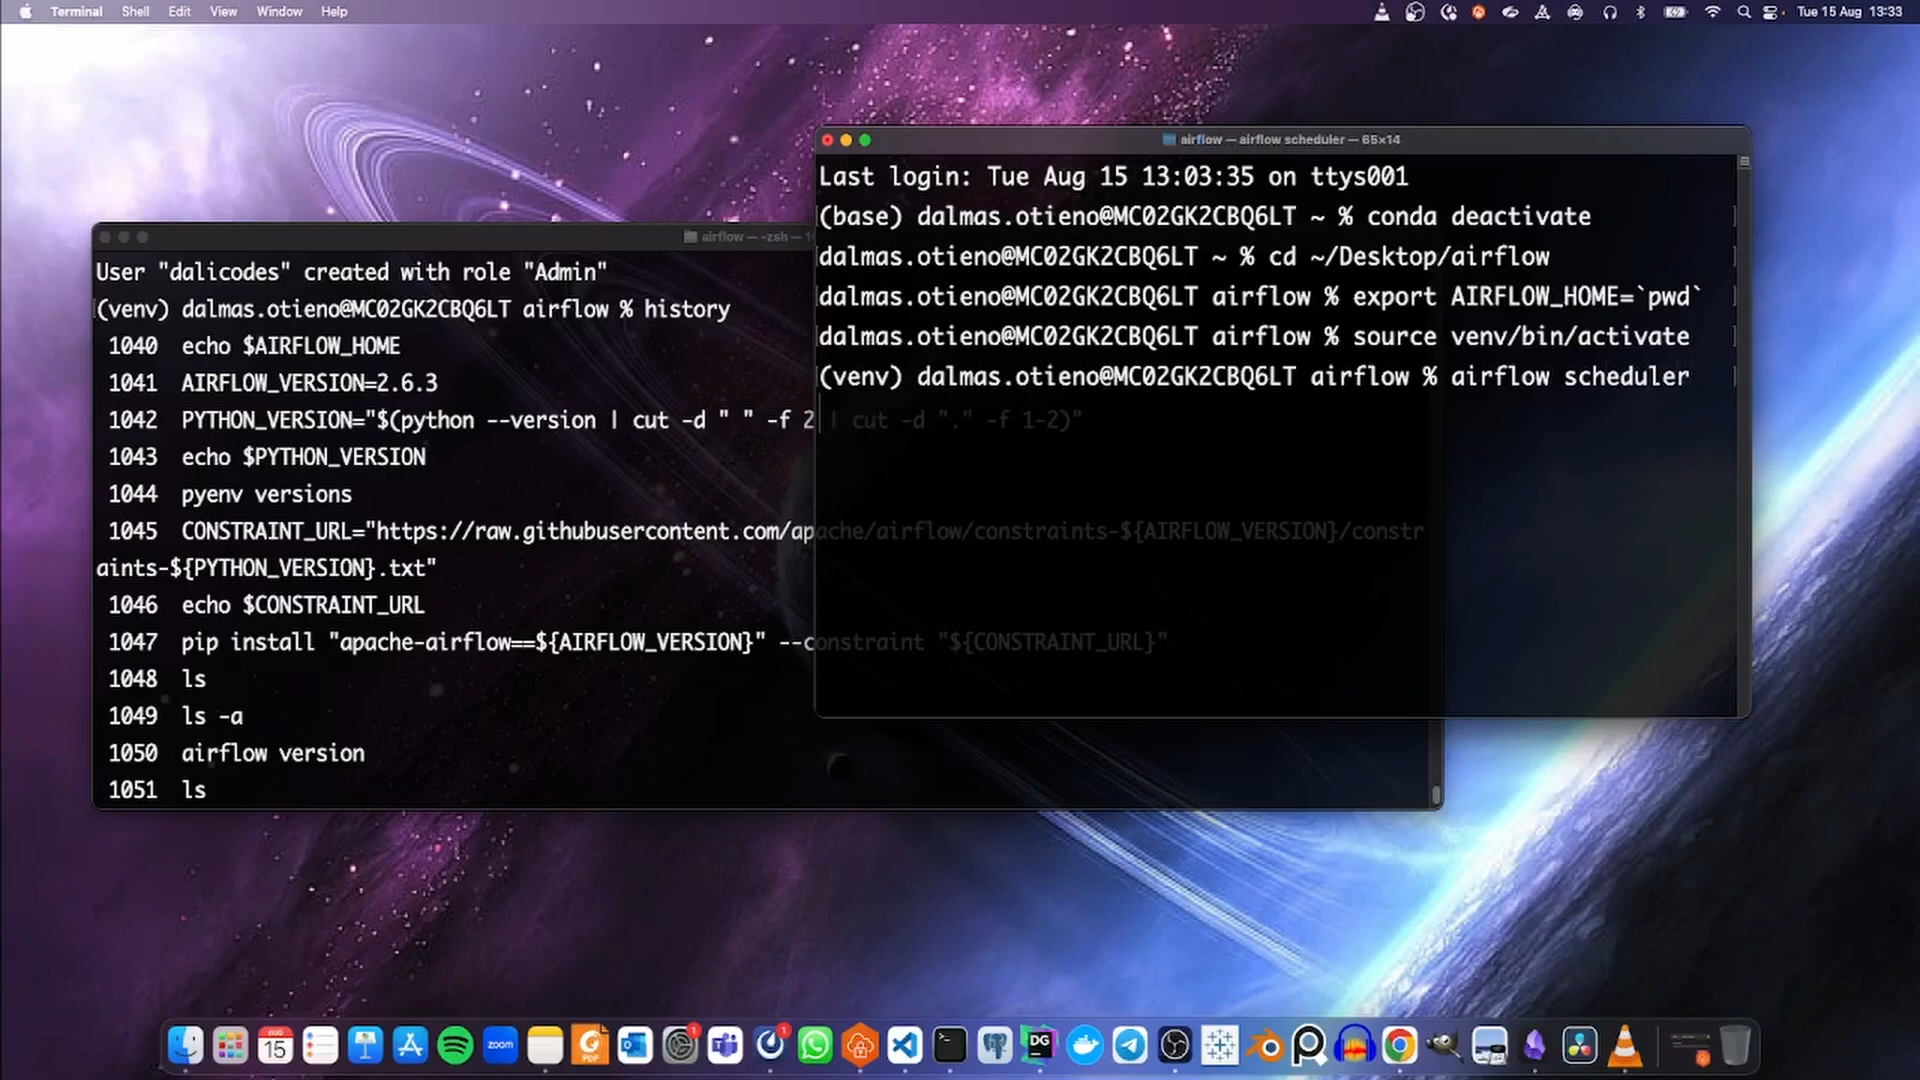 Terminal Shell Edit View Window Help
Tue 15 Aug 13:33
airflow — airflow scheduler — 65×14
Last login: Tue Aug 15 13:03:35 on ttys001
(base) dalmas.otieno@MC02GK2CBQ6LT ~ % conda deactivate
dalmas.otieno@MC02GK2CBQ6LT ~ % cd ~/Desktop/airflow
dalmas.otieno@MC02GK2CBQ6LT airflow % export AIRFLOW_HOME=`pwd`
dalmas.otieno@MC02GK2CBQ6LT airflow % source venv/bin/activate
(venv) dalmas.otieno@MC02GK2CBQ6LT airflow % airflow scheduler
airflow — -zsh —
User "dalicodes" created with role "Admin"
(venv) dalmas.otieno@MC02GK2CBQ6LT airflow % history
1040 echo $AIRFLOW_HOME
1041 AIRFLOW_VERSION=2.6.3
1042 PYTHON_VERSION="$(python --version | cut -d " " -f 2 | cut -d "." -f 1-2)"
1043 echo $PYTHON_VERSION
1044 pyenv versions
1045 CONSTRAINT_URL="https://raw.githubusercontent.com/apache/airflow/constraints-${AIRFLOW_VERSION}/constr
aints-${PYTHON_VERSION}.txt"
1046 echo $CONSTRAINT_URL
1047 pip install "apache-airflow==${AIRFLOW_VERSION}" --constraint "${CONSTRAINT_URL}"
1048 ls
1049 ls -a
1050 airflow version
1051 ls
AUG
15
zoom
PDF
1
1
DG